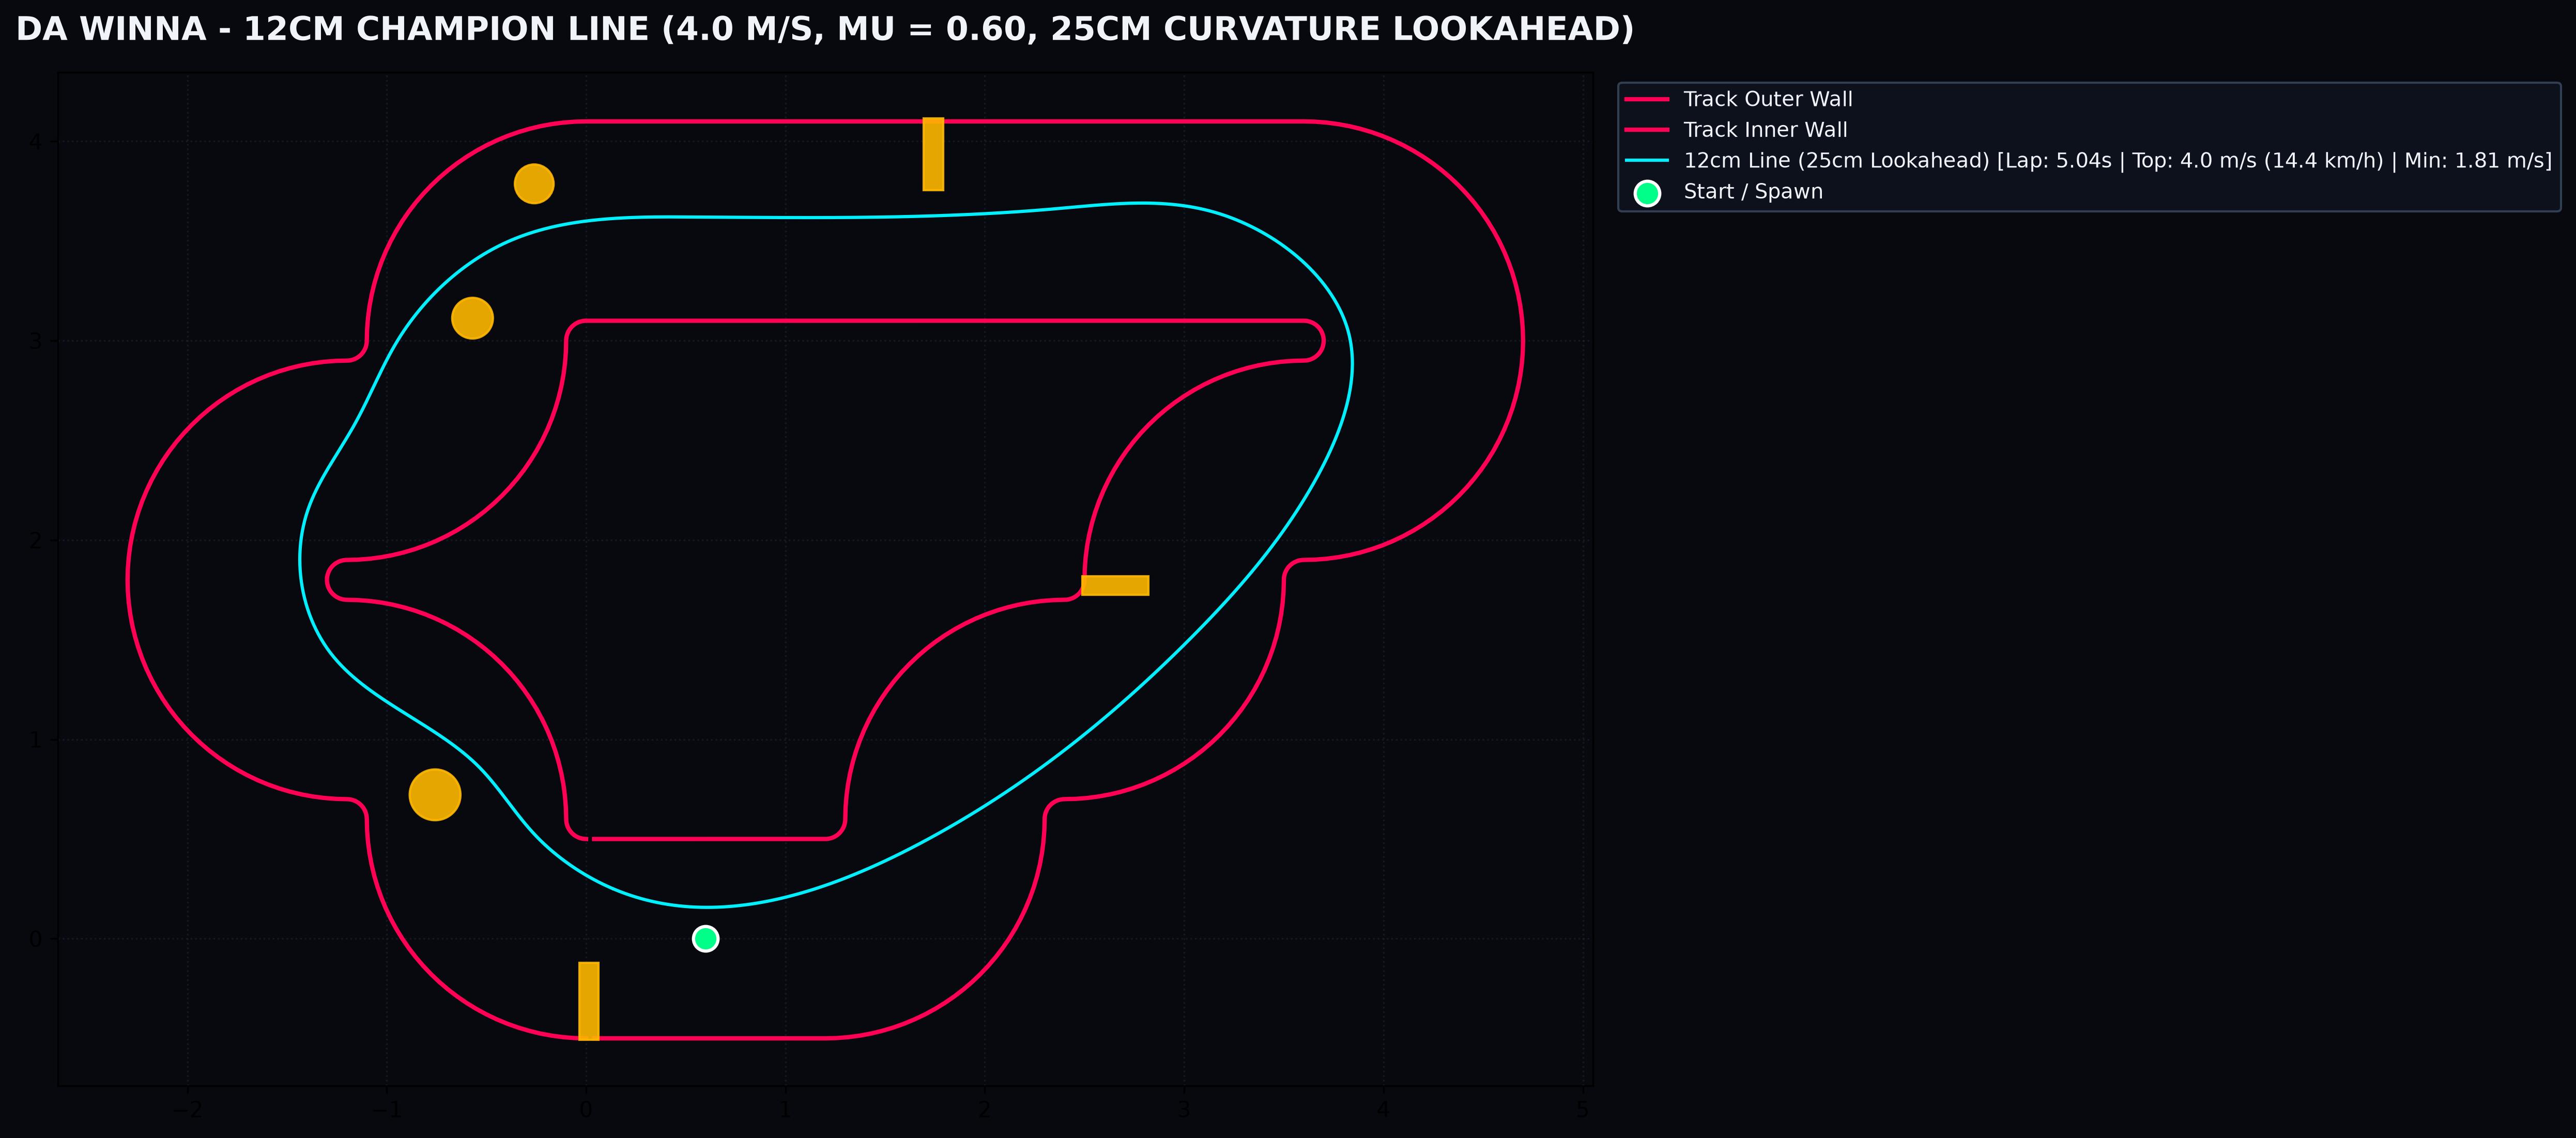 DA WINNA - 12CM CHAMPION LINE (4.0 M/S, MU = 0.60, 25CM CURVATURE LOOKAHEAD)
Track Outer Wall
Track Inner Wall
12cm Line (25cm Lookahead) [Lap: 5.04s | Top: 4.0 m/s (14.4 km/h) | Min: 1.81 m/s]
Start / Spawn
4
3
2
1
0
−2 −1 0 1 2 3 4 5